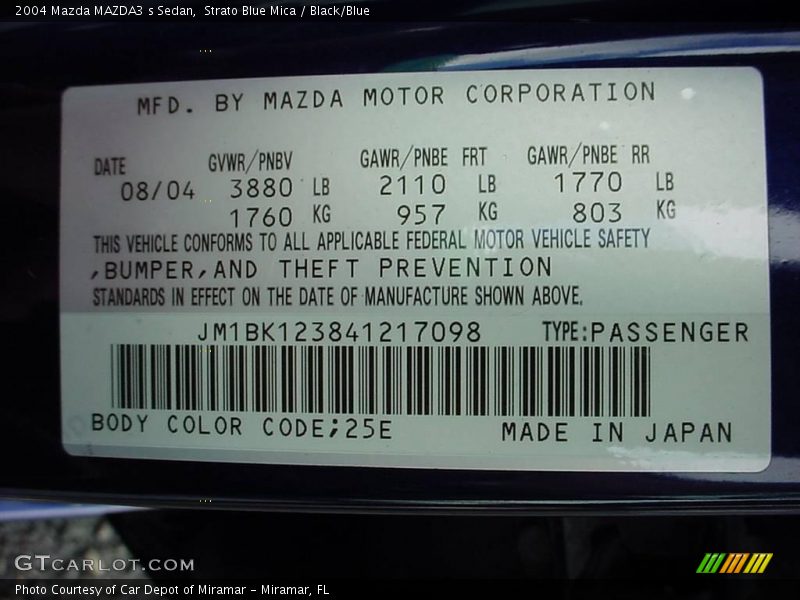 2004 Mazda MAZDA3 s Sedan, Strato Blue Mica / Black/Blue
MFD. BY MAZDA MOTOR CORPORATION
DATE GVWR/PNBV GAWR/PNBE FRT GAWR/PNBE RR
08/04 3880 LB 2110 LB 1770 LB
1760 KG 957 KG 803 KG
THIS VEHICLE CONFORMS TO ALL APPLICABLE FEDERAL MOTOR VEHICLE SAFETY
,BUMPER,AND THEFT PREVENTION
STANDARDS IN EFFECT ON THE DATE OF MANUFACTURE SHOWN ABOVE.
JM1BK123841217098 TYPE:PASSENGER
BODY COLOR CODE;25E MADE IN JAPAN
GTCARLOT.COM
Photo Courtesy of Car Depot of Miramar - Miramar, FL